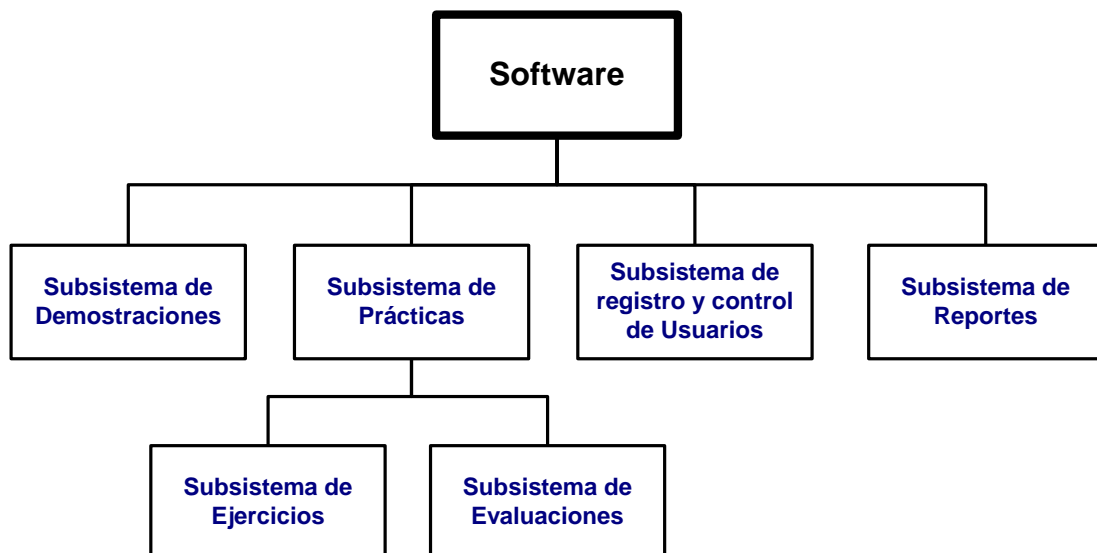 Software
Subsistema de
Demostraciones
Subsistema de
Prácticas
Subsistema de
registro y control
de Usuarios
Subsistema de
Reportes
Subsistema de
Ejercicios
Subsistema de
Evaluaciones